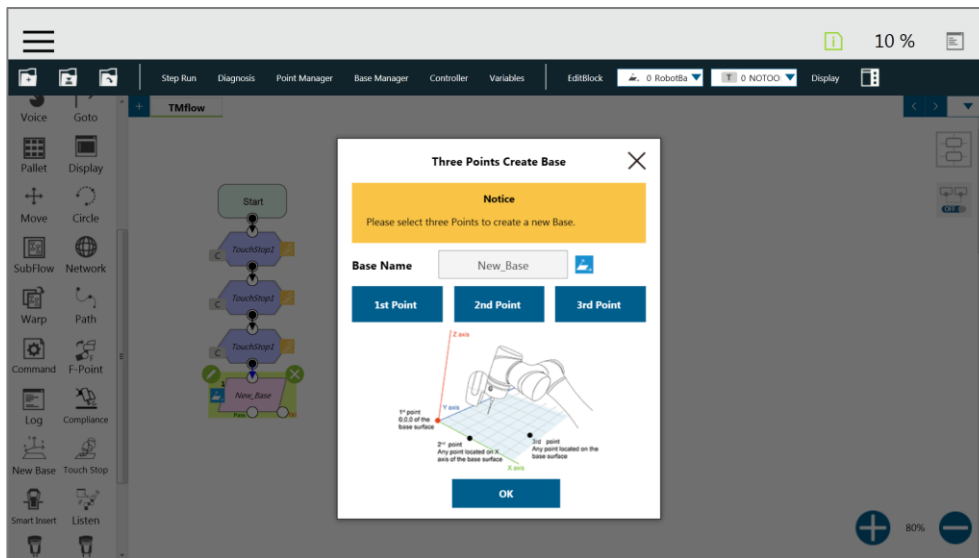 10 %
Step Run Diagnosis Point Manager Base Manager Controller Variables EditBlock 0 RobotBa T 0 NOTOO Display
Voice Goto
TMflow
Pallet Display
Move Circle
SubFlow Network
OFF
Warp Path
Command F-Point
Log Compliance
New Base Touch Stop
Smart Insert Listen
Start
C TouchStop1
C TouchStop1
C TouchStop1
1
New_Base
Pass
Three Points Create Base
Notice
Please select three Points to create a new Base.
Base Name New_Base
1st Point 2nd Point 3rd Point
Z axis
Y axis
1st point
0,0,0 of the
base surface
2nd point
Any point located on X
axis of the base surface
3rd point
Any point located on the
base surface
X axis
OK
80%